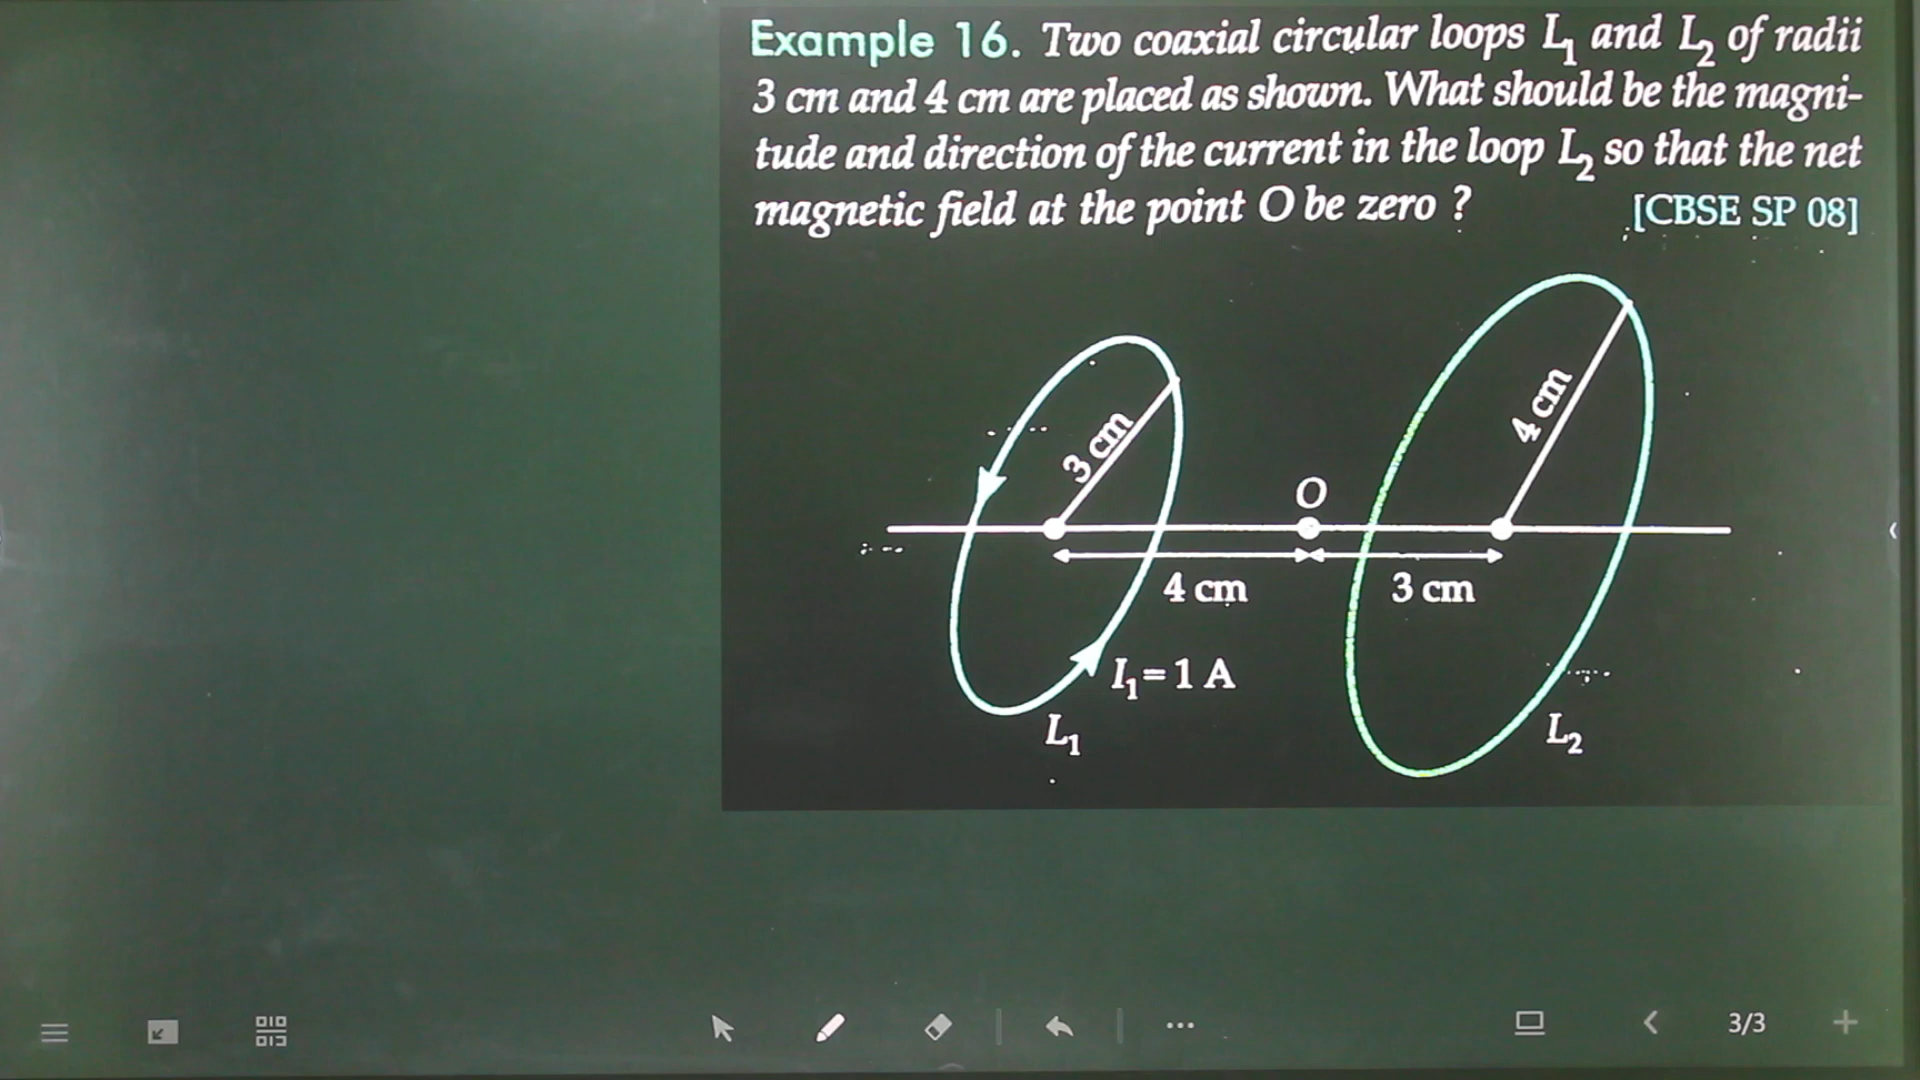 Example 16. Two coaxial circular loops L₁ and L₂ of radii
3 cm and 4 cm are placed as shown. What should be the magni-
tude and direction of the current in the loop L₂ so that the net
magnetic field at the point O be zero ?
[CBSE SP 08]
3 cm
4 cm
O
4 cm
3 cm
I₁=1 A
L₁
L₂
3/3